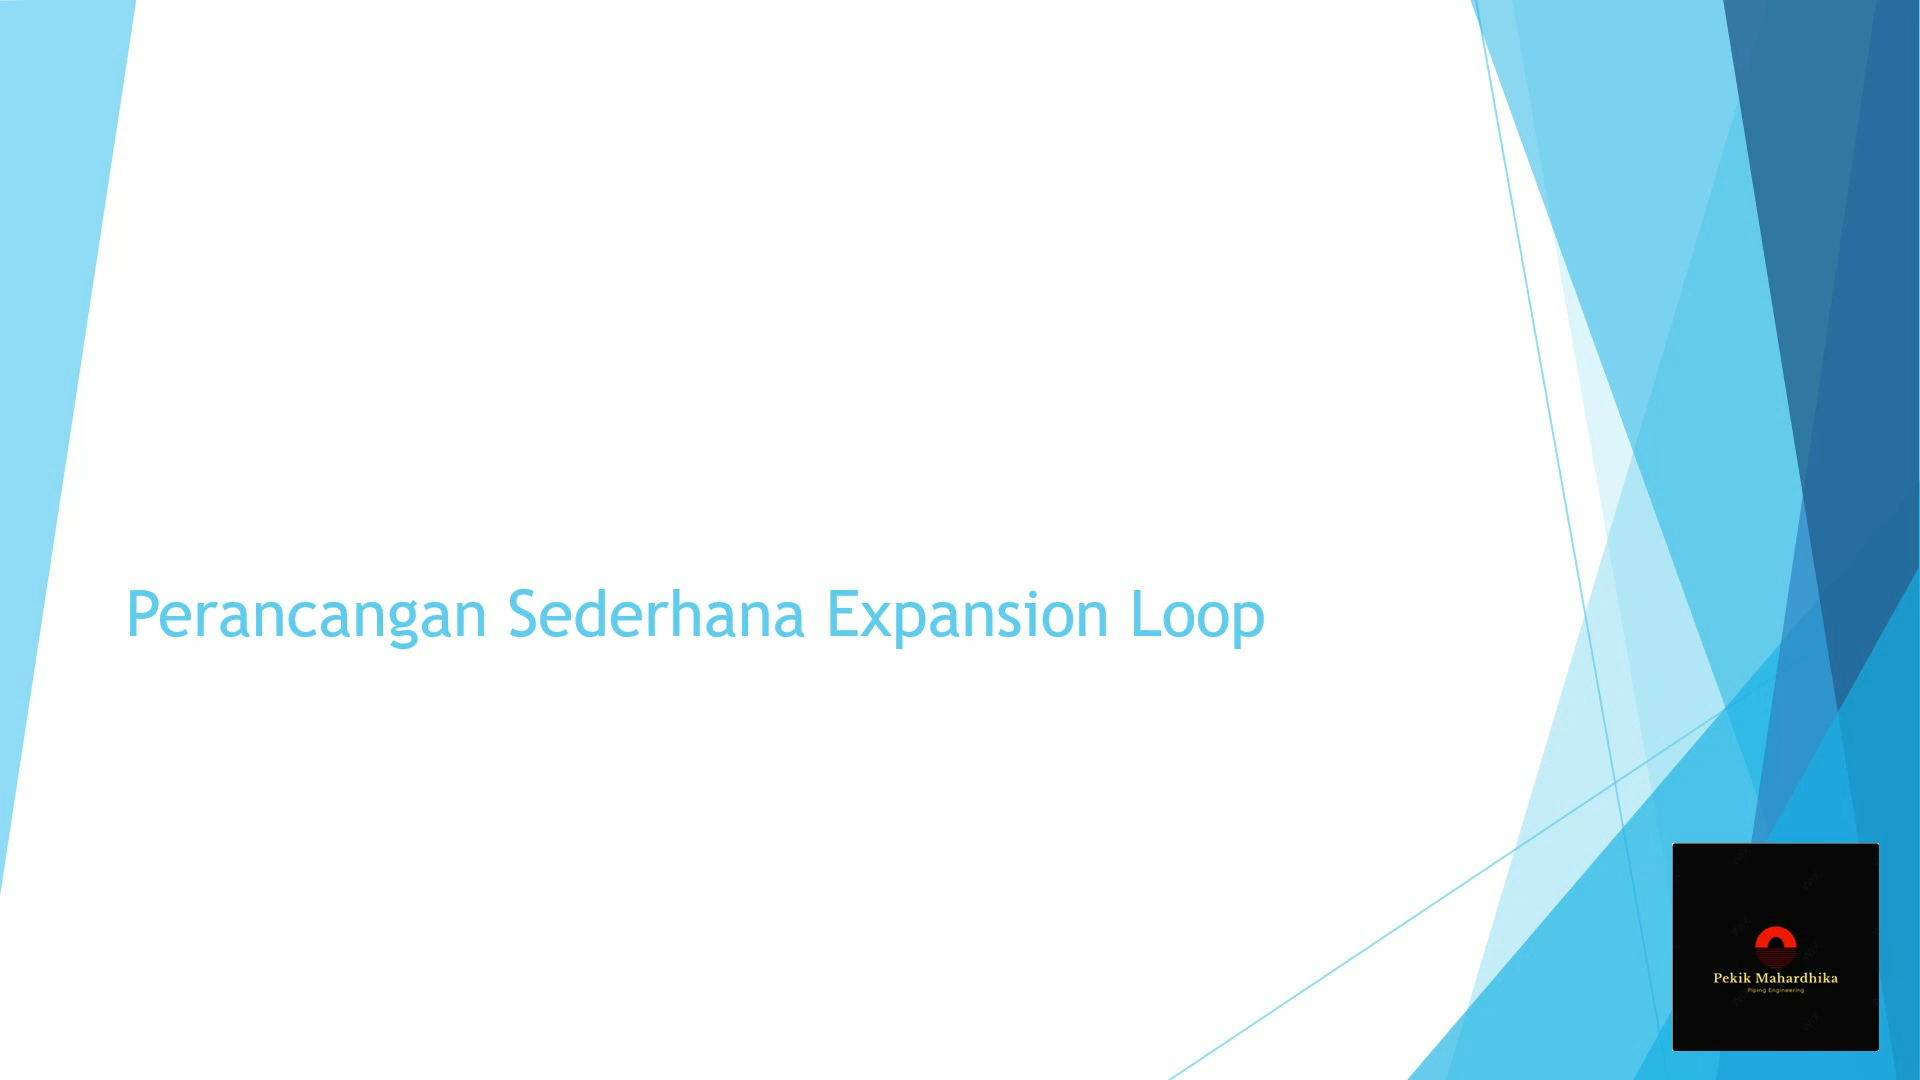 Perancangan Sederhana Expansion Loop
Pekik Mahardhika
Piping Engineering